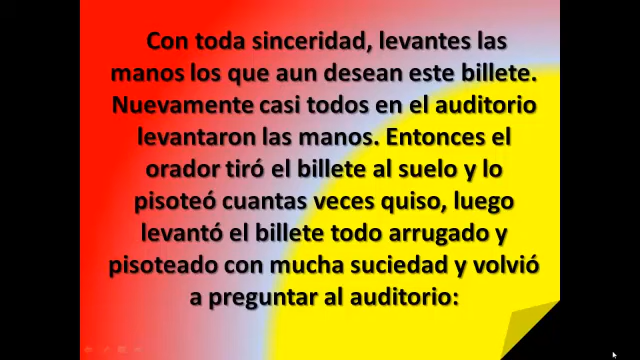 Con toda sinceridad, levantes las
manos los que aun desean este billete.
Nuevamente casi todos en el auditorio
levantaron las manos. Entonces el
orador tiró el billete al suelo y lo
pisoteó cuantas veces quiso, luego
levantó el billete todo arrugado y
pisoteado con mucha suciedad y volvió
a preguntar al auditorio: